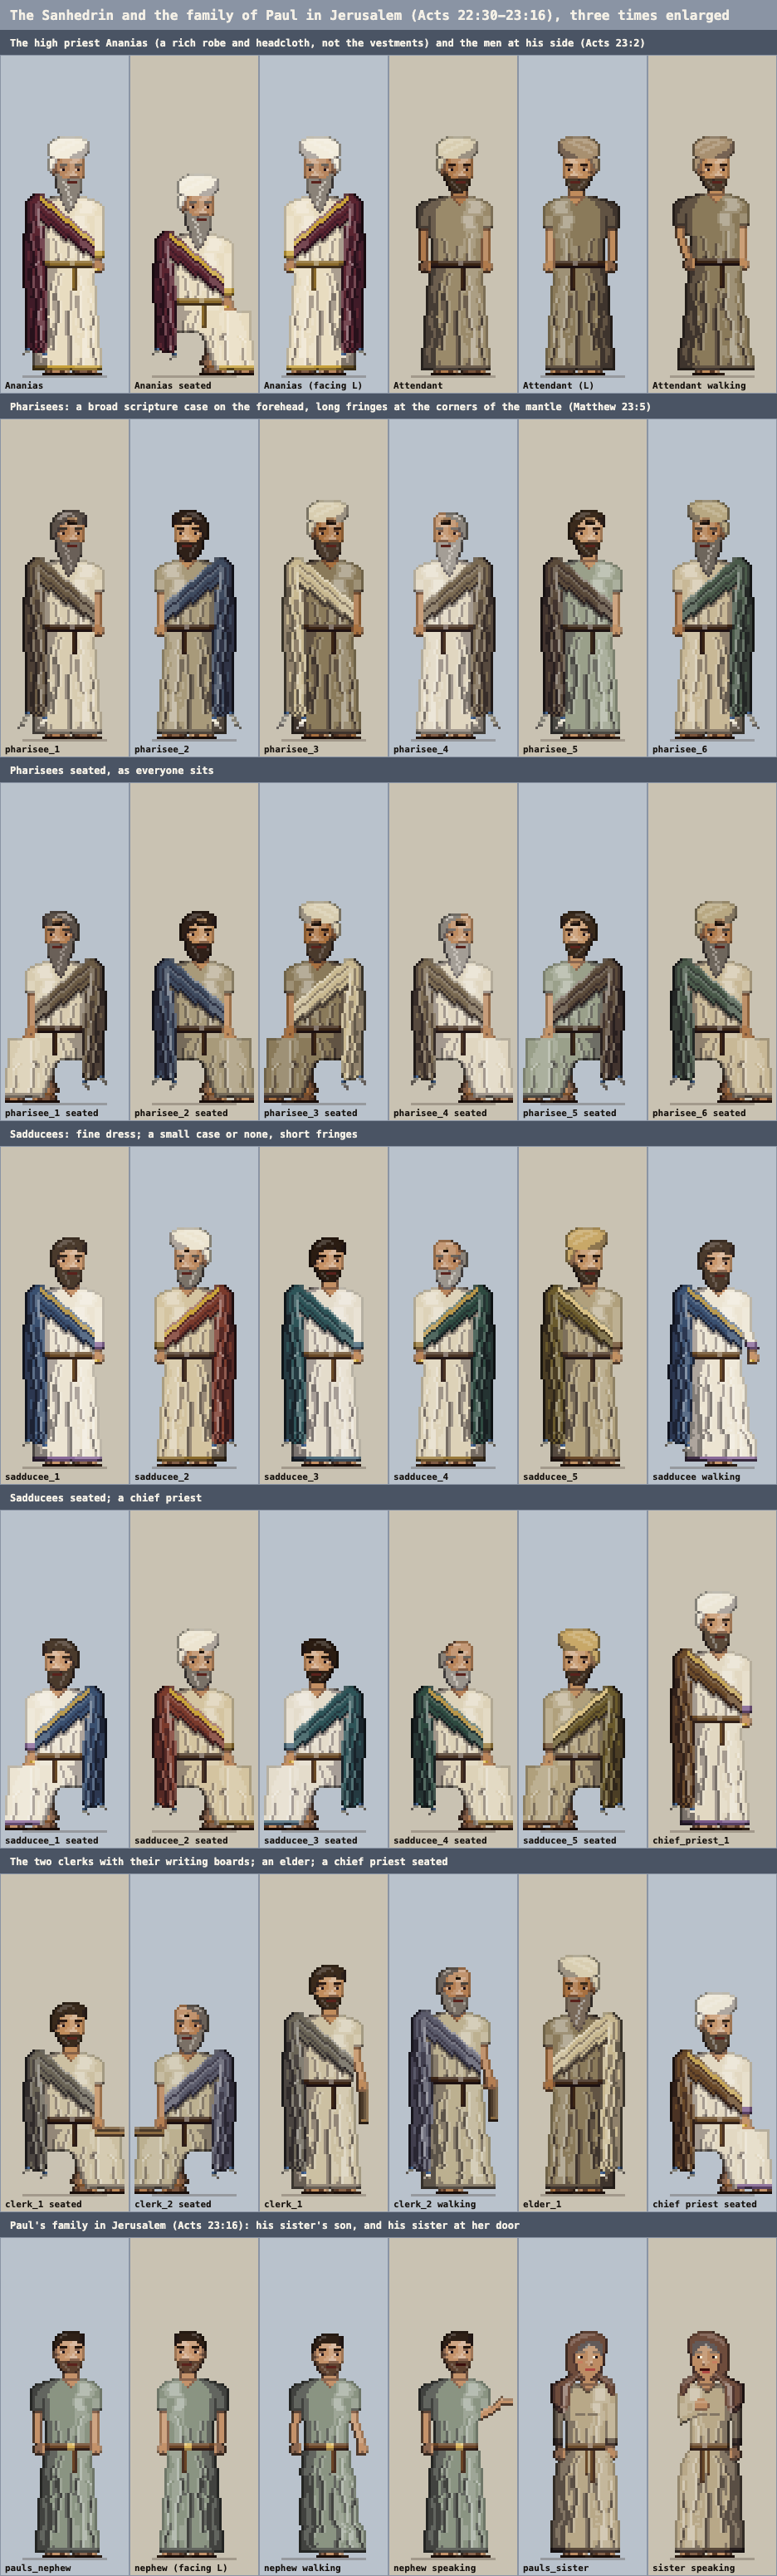 The Sanhedrin and the family of Paul in Jerusalem (Acts 22:30–23:16), three times enlarged
The high priest Ananias (a rich robe and headcloth, not the vestments) and the men at his side (Acts 23:2)
Ananias
Ananias seated
Ananias (facing L)
Attendant
Attendant (L)
Attendant walking
Pharisees: a broad scripture case on the forehead, long fringes at the corners of the mantle (Matthew 23:5)
pharisee_1
pharisee_2
pharisee_3
pharisee_4
pharisee_5
pharisee_6
Pharisees seated, as everyone sits
pharisee_1 seated
pharisee_2 seated
pharisee_3 seated
pharisee_4 seated
pharisee_5 seated
pharisee_6 seated
Sadducees: fine dress; a small case or none, short fringes
sadducee_1
sadducee_2
sadducee_3
sadducee_4
sadducee_5
sadducee walking
Sadducees seated; a chief priest
sadducee_1 seated
sadducee_2 seated
sadducee_3 seated
sadducee_4 seated
sadducee_5 seated
chief_priest_1
The two clerks with their writing boards; an elder; a chief priest seated
clerk_1 seated
clerk_2 seated
clerk_1
clerk_2 walking
elder_1
chief priest seated
Paul's family in Jerusalem (Acts 23:16): his sister's son, and his sister at her door
pauls_nephew
nephew (facing L)
nephew walking
nephew speaking
pauls_sister
sister speaking